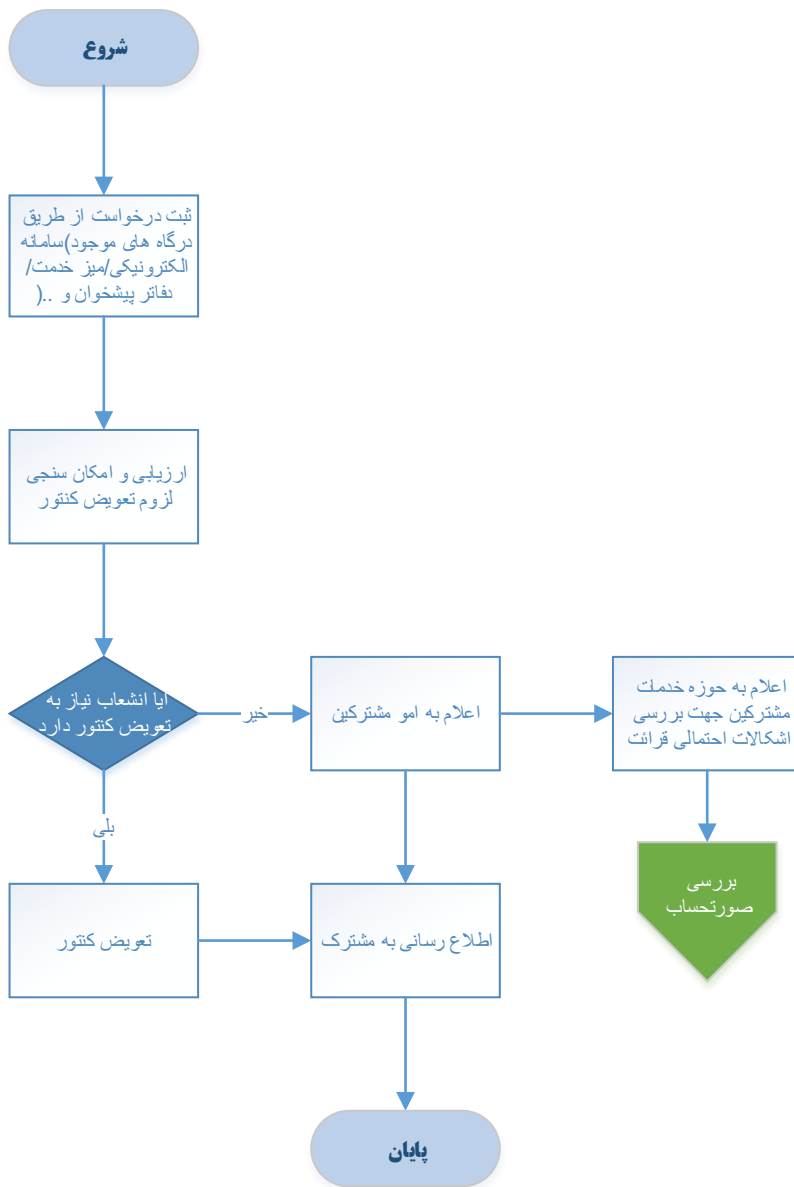 شروع
ثبت درخواست از طریق
درگاه های موجود)سامانه
الکترونیکی/میز خدمت/
دفاتر پیشخوان و ..(
ارزیابی و امکان سنجی
لزوم تعویض کنتور
ایا انشعاب نیاز به
تعویض کنتور دارد
خیر
اعلام به امو مشترکین
اعلام به حوزه خدمات
مشترکین جهت بررسی
اشکالات احتمالی قرائت
بلی
تعویض کنتور
اطلاع رسانی به مشترک
بررسی
صورتحساب
پایان